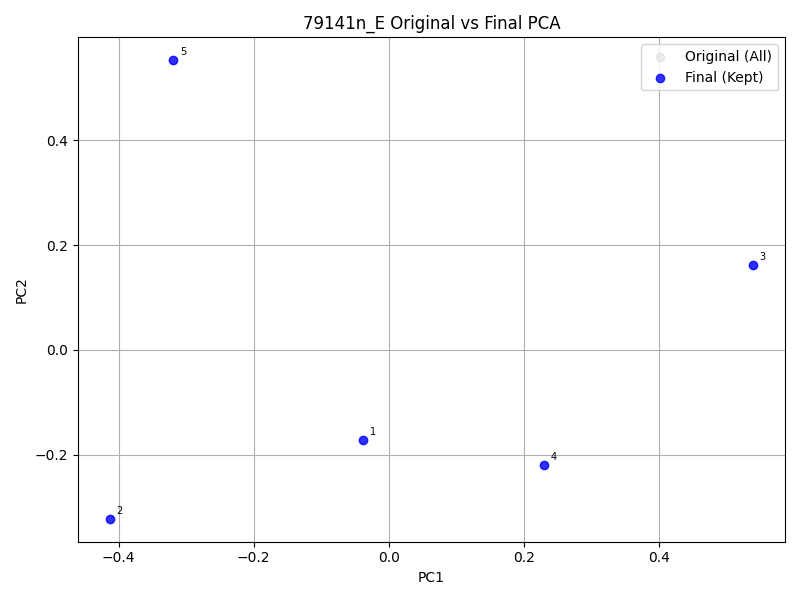 79141n_E Original vs Final PCA
Original (All)
Final (Kept)
5
3
1
4
2
0.4
0.2
0.0
−0.2
PC2
−0.4
−0.2
0.0
0.2
0.4
PC1